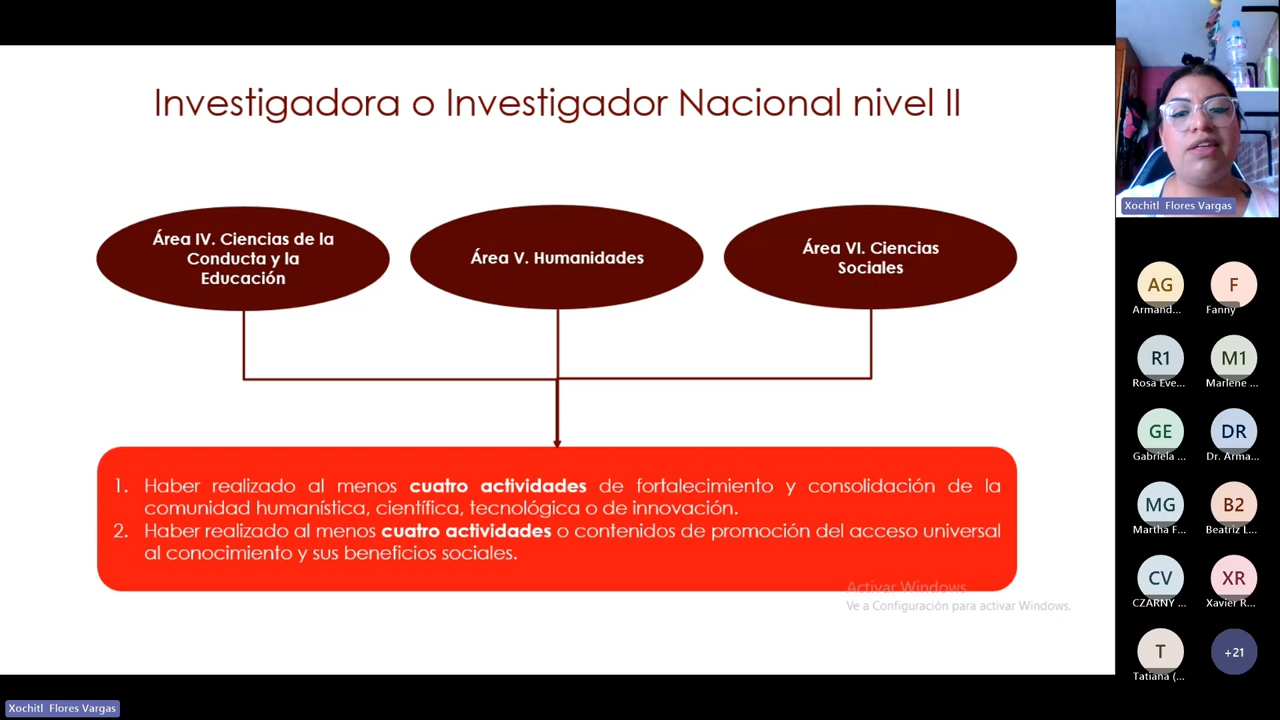 Investigadora o Investigador Nacional nivel II
Área IV. Ciencias de la
Conducta y la
Educación
Área V. Humanidades
Área VI. Ciencias
Sociales
1. Haber realizado al menos cuatro actividades de fortalecimiento y consolidación de la
comunidad humanística, científica, tecnológica o de innovación.
2. Haber realizado al menos cuatro actividades o contenidos de promoción del acceso universal
al conocimiento y sus beneficios sociales.
Activar Windows
Ve a Configuración para activar Windows.
Xochitl Flores Vargas
AG
Armand...
F
Fanny
R1
Rosa Eve...
M1
Marlene ...
GE
Gabriela ...
DR
Dr. Arma...
MG
Martha F...
B2
Beatriz L...
CV
CZARNY ...
XR
Xavier R...
T
Tatiana (...
+21
Xochitl Flores Vargas